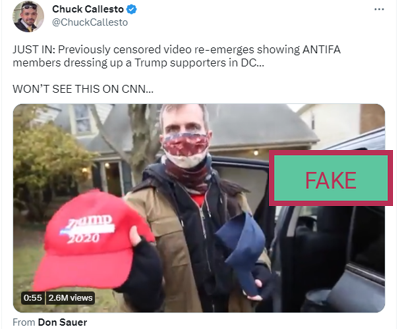 Chuck Callesto
@ChuckCallesto
JUST IN: Previously censored video re-emerges showing ANTIFA
members dressing up a Trump supporters in DC...
WON'T SEE THIS ON CNN...
FAKE
Trump
2020
0:55 2.6M views
From Don Sauer